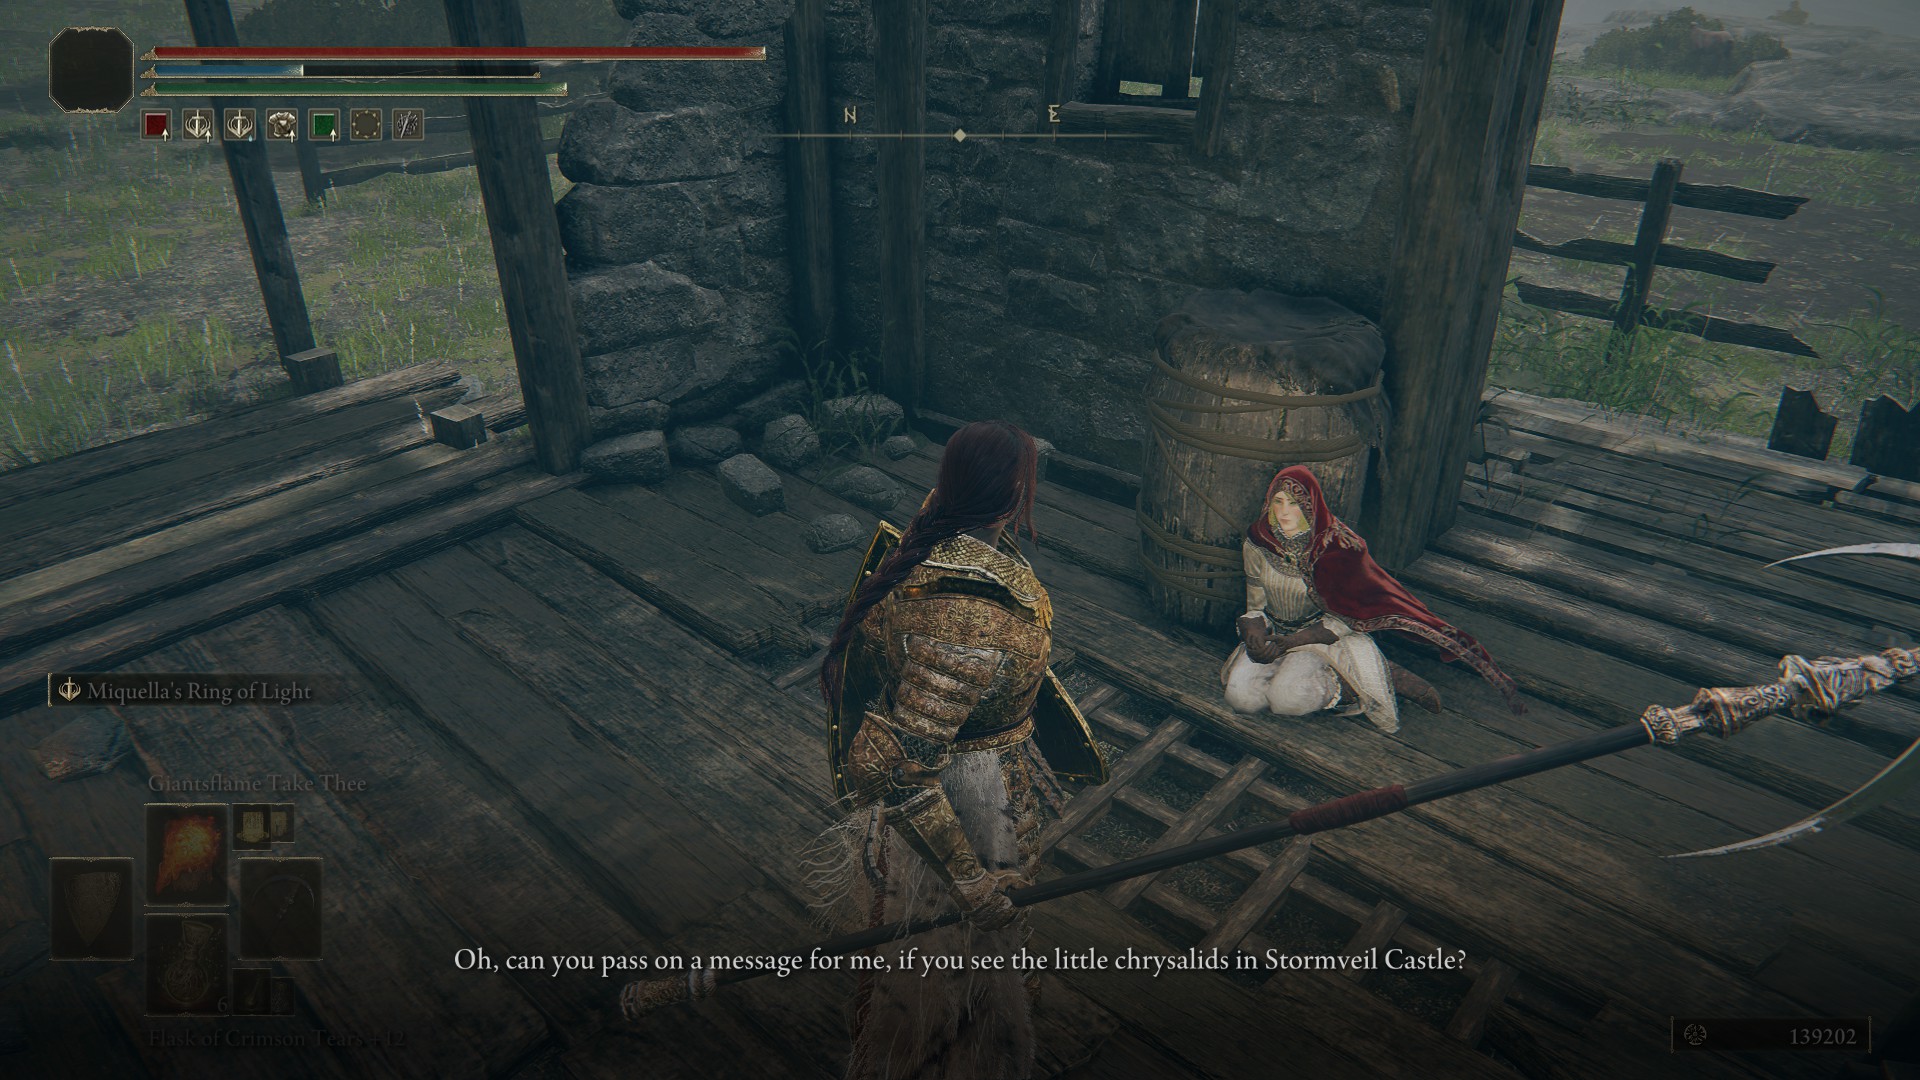 N
E
Miquella's Ring of Light
Giantsflame Take Thee
6
Flask of Crimson Tears +12
Oh, can you pass on a message for me, if you see the little chrysalids in Stormveil Castle?
139202